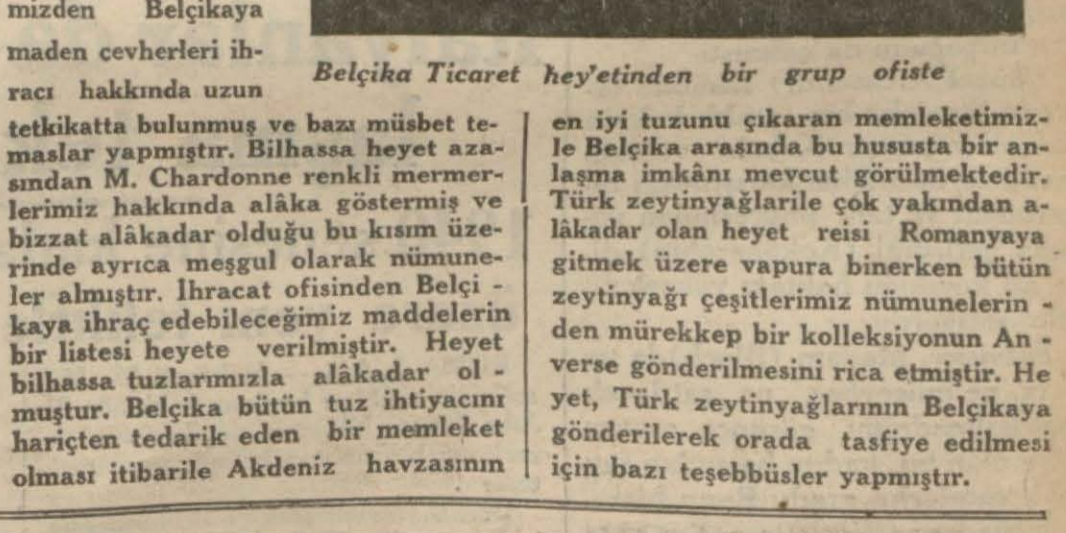 mizden Belçikaya
maden cevherleri ih-
racı hakkında uzun
Belçika Ticaret hey'etinden bir grup ofiste
tetkikatta bulunmuş ve bazı müsbet te-
maslar yapmıştır. Bilhassa heyet aza-
sından M. Chardonne renkli mermer-
lerimiz hakkında alâka göstermiş ve
bizzat alâkadar olduğu bu kısım üze-
rinde ayrıca meşgul olarak nümune-
ler almıştır. İhracat ofisinden Belçi -
kaya ihraç edebileceğimiz maddelerin
bir listesi heyete verilmiştir. Heyet
bilhassa tuzlarımızla alâkadar ol -
muştur. Belçika bütün tuz ihtiyacını
hariçten tedarik eden bir memleket
olması itibarile Akdeniz havzasının
en iyi tuzunu çıkaran memleketimiz-
le Belçika arasında bu hususta bir an-
laşma imkânı mevcut görülmektedir.
Türk zeytinyağlarile çok yakından a-
lâkadar olan heyet reisi Romanyaya
gitmek üzere vapura binerken bütün
zeytinyağı çeşitlerimiz nümunelerin -
den mürekkep bir kolleksiyonun An -
verse gönderilmesini rica etmiştir. He
yet, Türk zeytinyağlarının Belçikaya
gönderilerek orada tasfiye edilmesi
için bazı teşebbüsler yapmıştır.